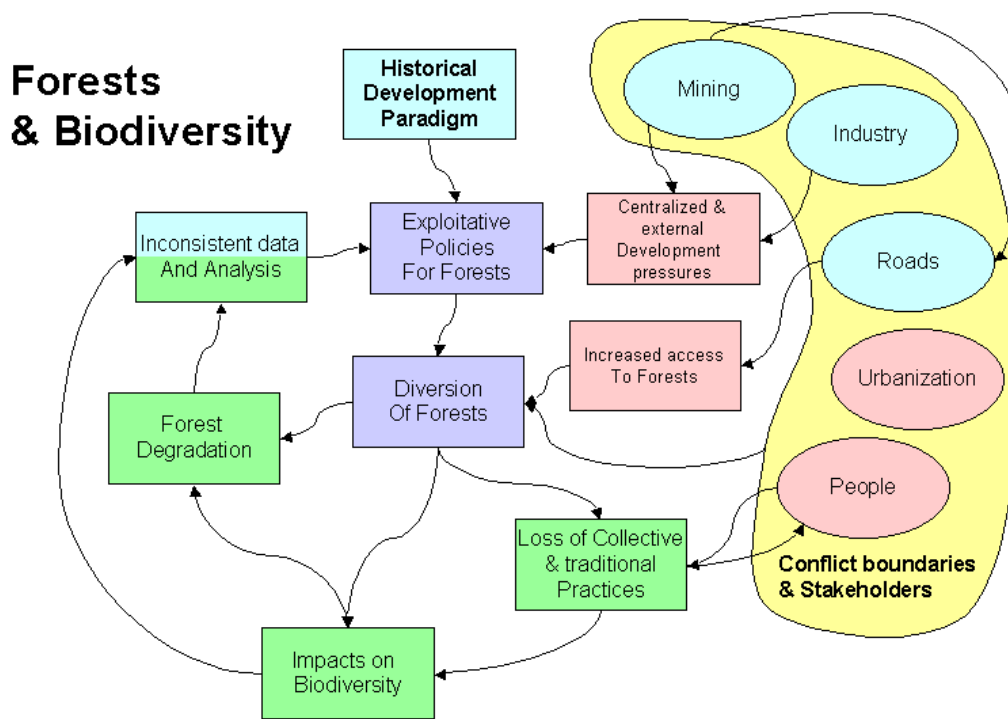 Forests
& Biodiversity
Historical
Development
Paradigm
Mining
Industry
Inconsistent data
And Analysis
Exploitative
Policies
For Forests
Centralized &
external
Development
pressures
Roads
Increased access
To Forests
Urbanization
Forest
Degradation
Diversion
Of Forests
People
Loss of Collective
& traditional
Practices
Conflict boundaries
& Stakeholders
Impacts on
Biodiversity